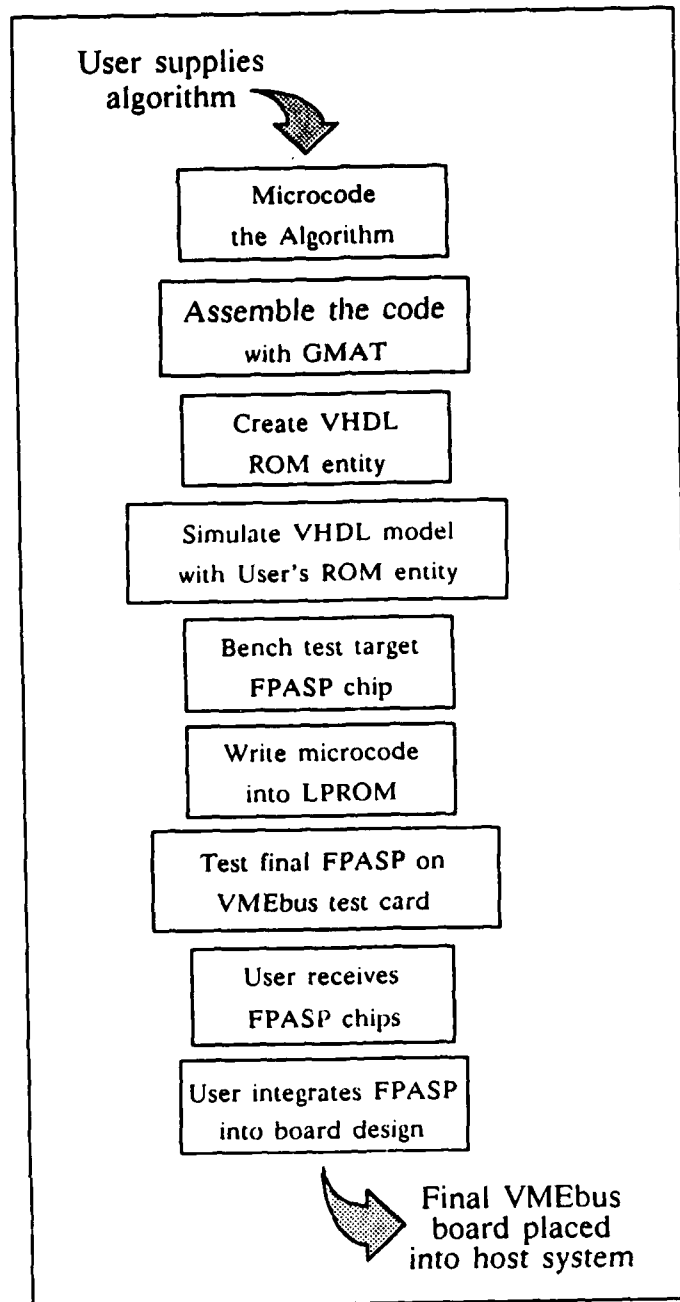 User supplies
algorithm
Microcode
the Algorithm
Assemble the code
with GMAT
Create VHDL
ROM entity
Simulate VHDL model
with User's ROM entity
Bench test target
FPASP chip
Write microcode
into LPROM
Test final FPASP on
VMEbus test card
User receives
FPASP chips
User integrates FPASP
into board design
Final VMEbus
board placed
into host system